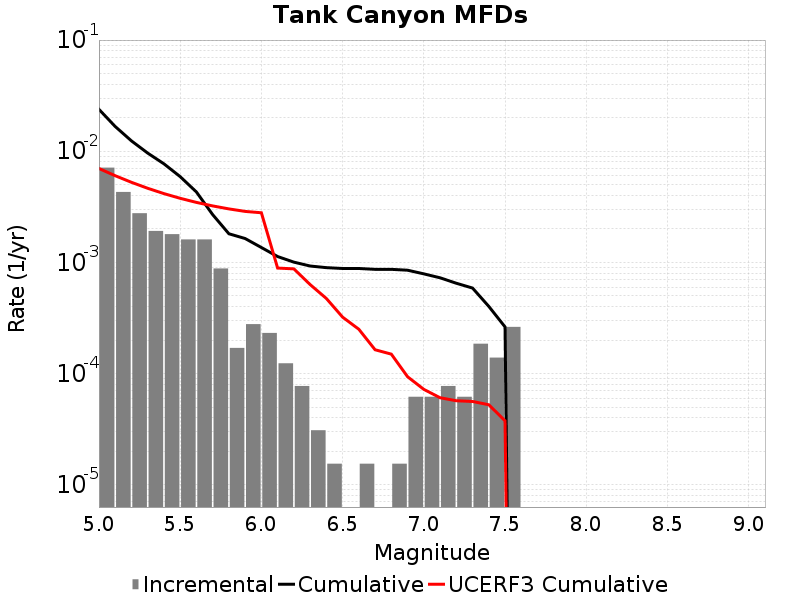 Tank Canyon MFDs
10-1
10-2
10-3
10-4
10-5
Rate (1/yr)
5.0 5.5 6.0 6.5 7.0 7.5 8.0 8.5 9.0
Magnitude
Incremental Cumulative UCERF3 Cumulative